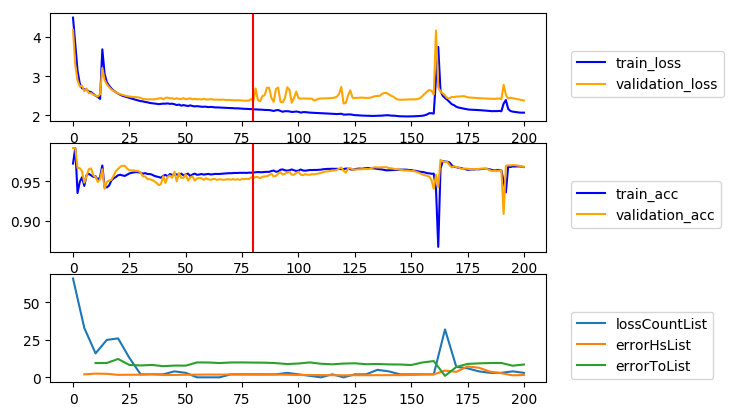 4
3
2
0 25 50 75 100 125 150 175 200
train_loss
validation_loss
0.95
0.90
0 25 50 75 100 125 150 175 200
train_acc
validation_acc
50
25
0
0 25 50 75 100 125 150 175 200
lossCountList
errorHsList
errorToList